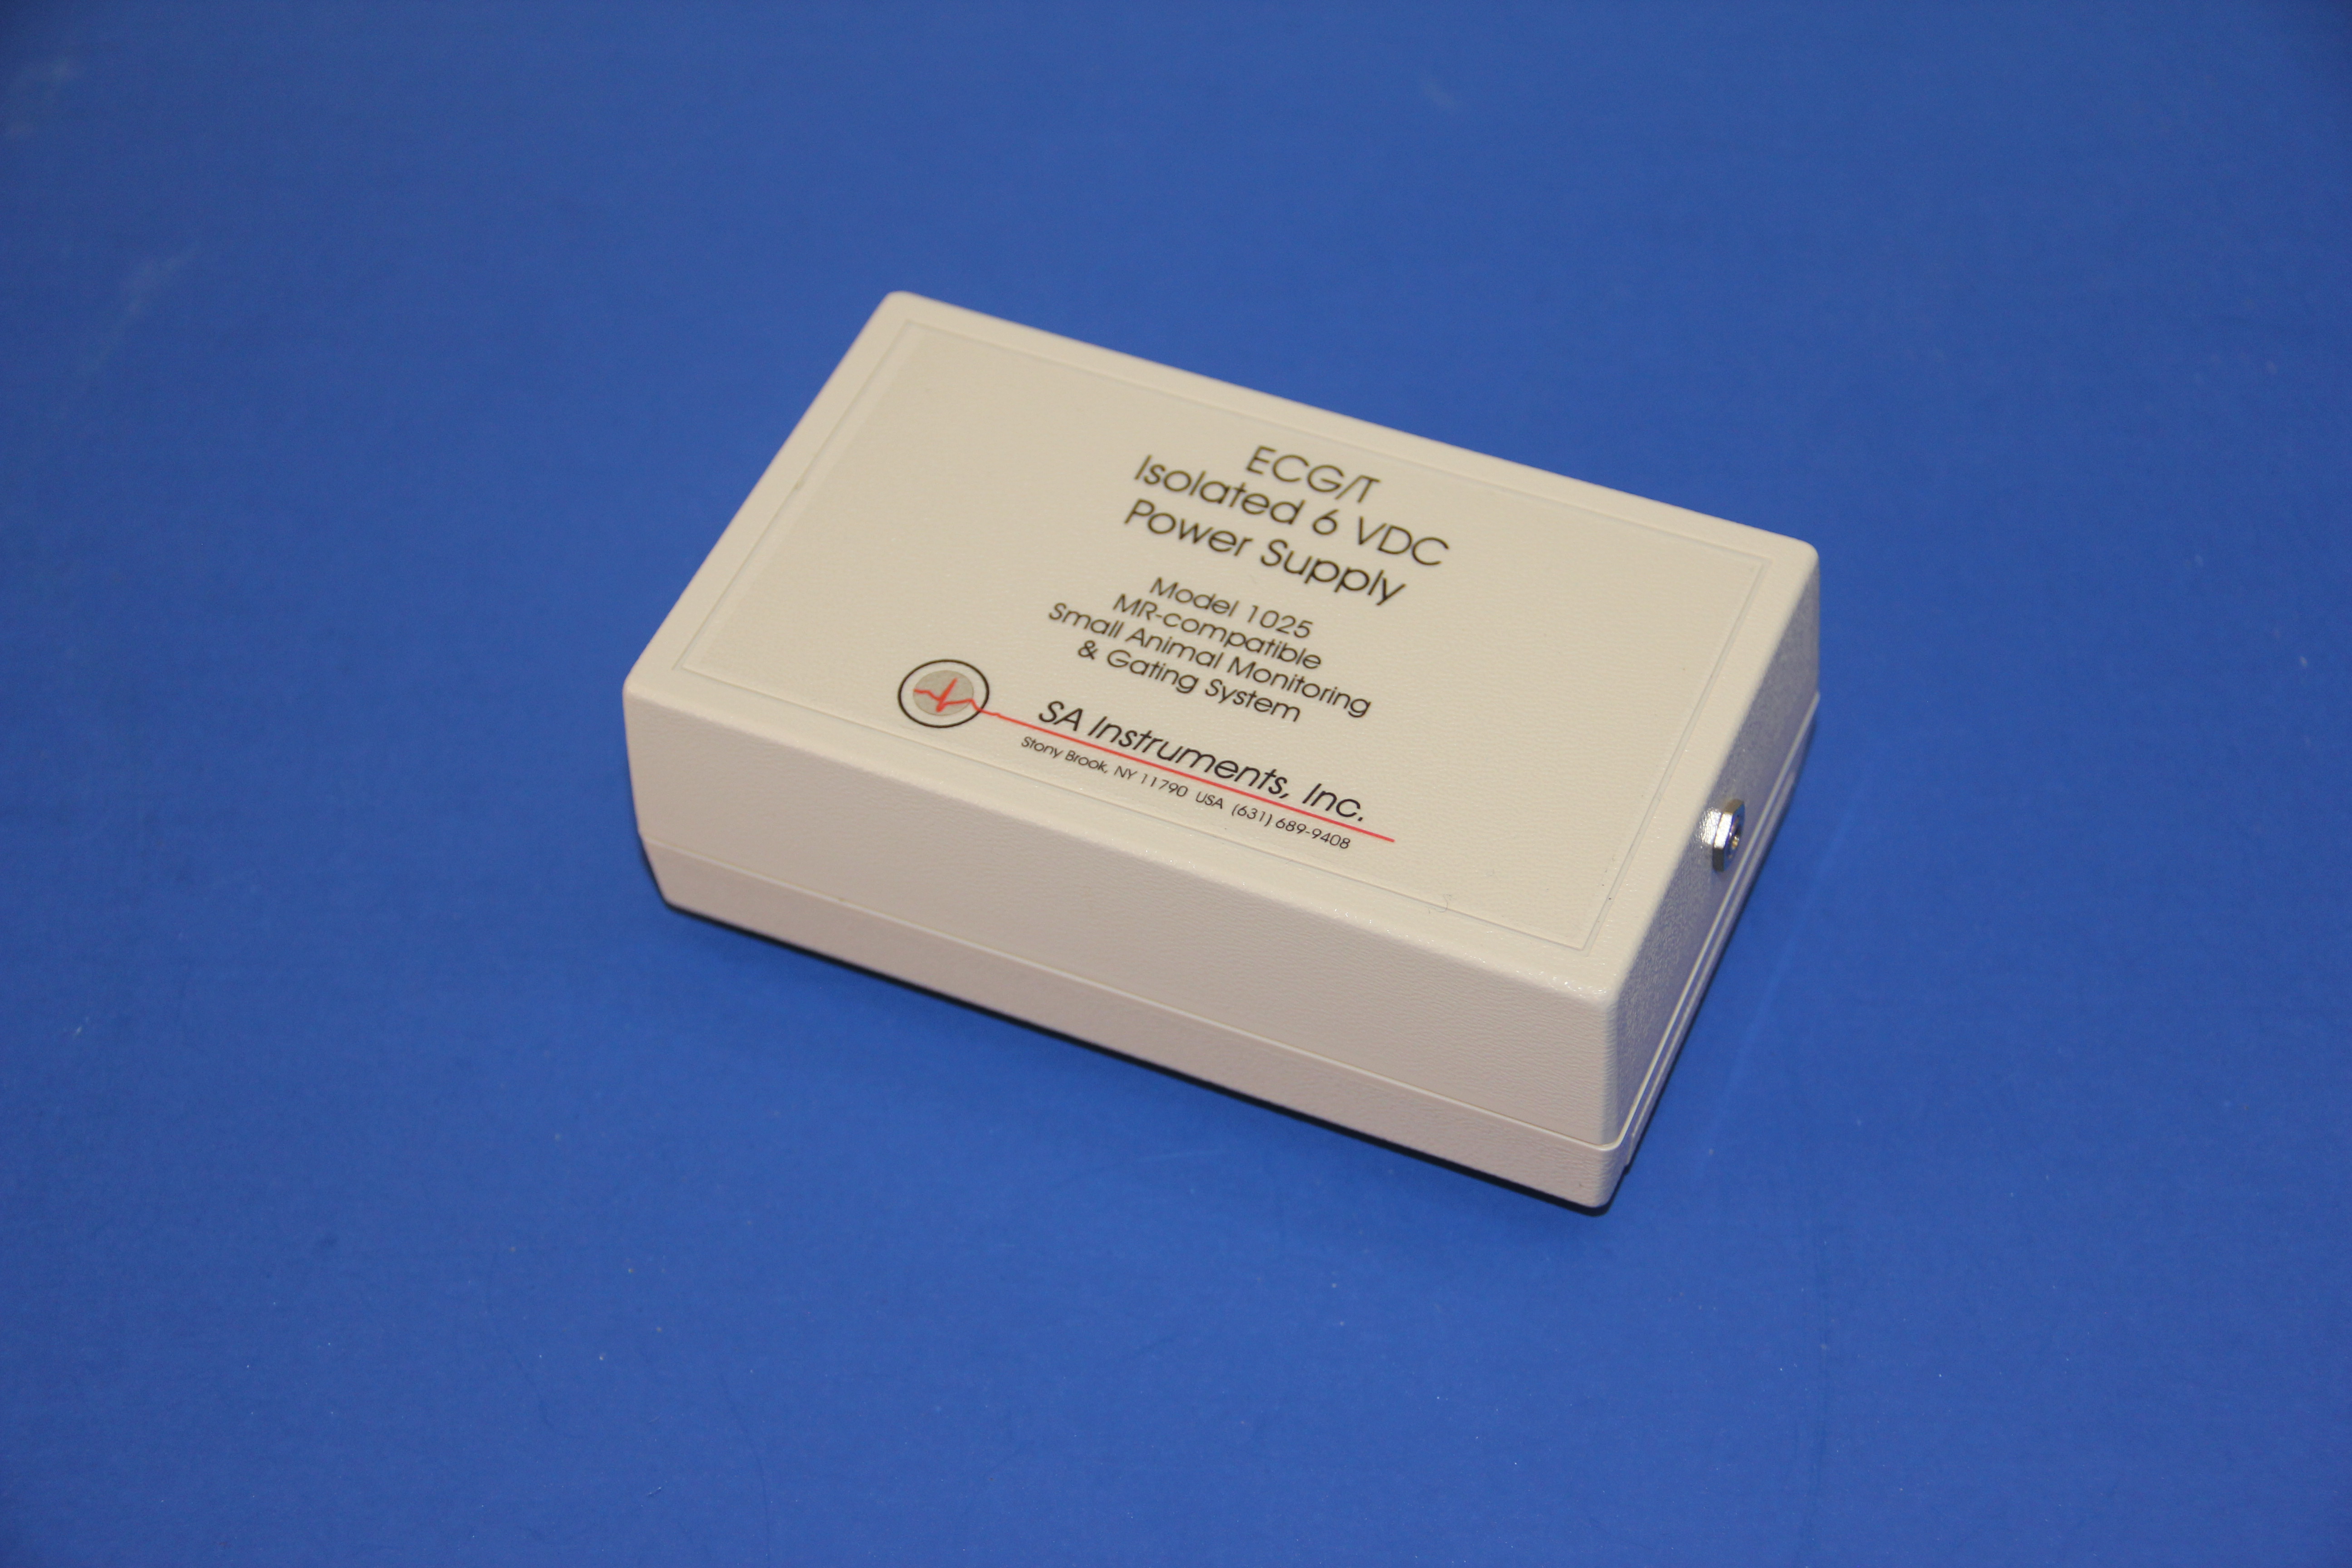 ECG/T
Isolated 6 VDC
Power Supply
Model 1025
MR-compatible
Small Animal Monitoring
& Gating System
SA Instruments, Inc.
Stony Brook, NY 11790 USA (631) 689-9408